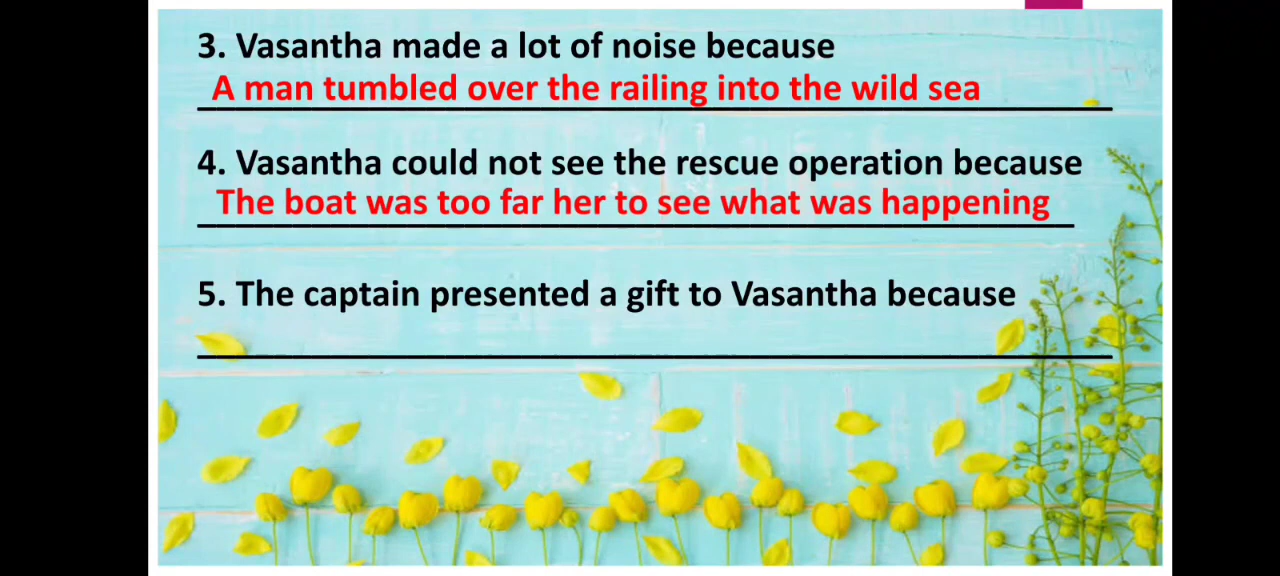 3. Vasantha made a lot of noise because
A man tumbled over the railing into the wild sea
4. Vasantha could not see the rescue operation because
The boat was too far her to see what was happening
5. The captain presented a gift to Vasantha because